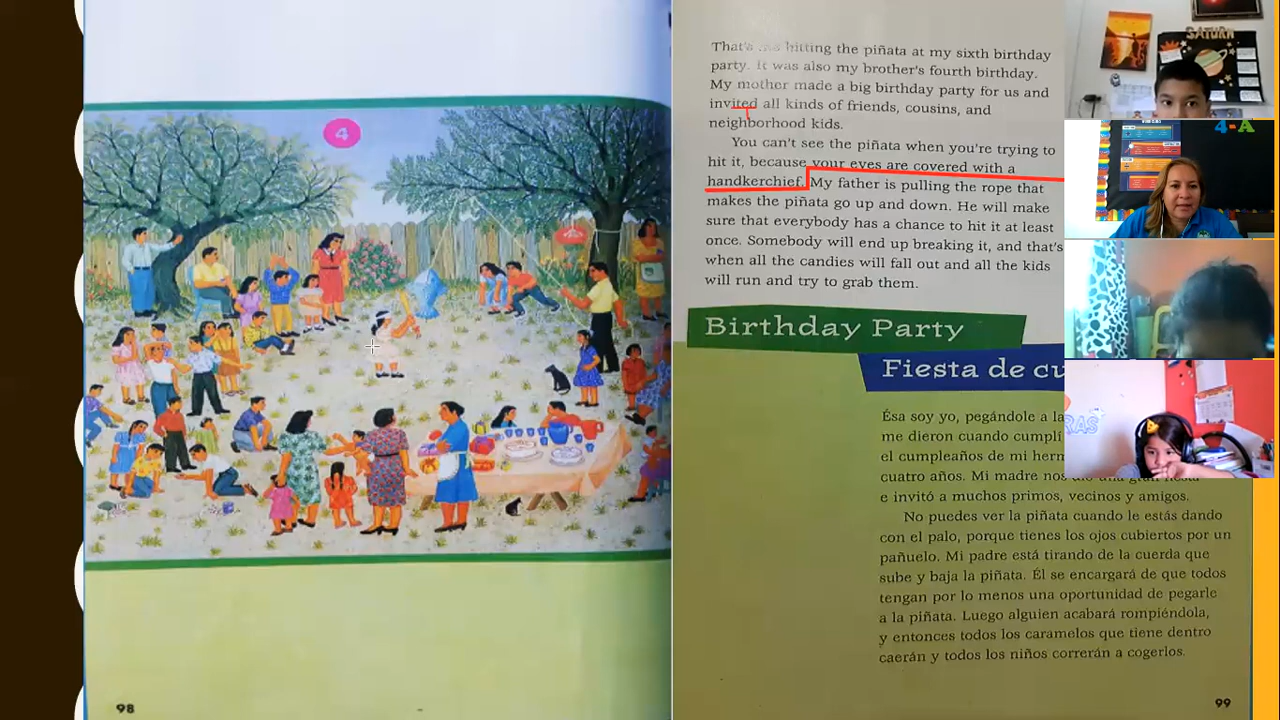 4
That's me hitting the piñata at my sixth birthday
party. It was also my brother's fourth birthday.
My mother made a big birthday party for us and
invited all kinds of friends, cousins, and
neighborhood kids.
You can't see the piñata when you're trying to
hit it, because your eyes are covered with a
handkerchief. My father is pulling the rope that
makes the piñata go up and down. He will make
sure that everybody has a chance to hit it at least
once. Somebody will end up breaking it, and that's
when all the candies will fall out and all the kids
will run and try to grab them.
Birthday Party
Fiesta de cu
Ésa soy yo, pegándole a la
me dieron cuando cumplí
el cumpleaños de mi herm
cuatro años. Mi madre nos dio una gran fiesta
e invitó a muchos primos, vecinos y amigos.
No puedes ver la piñata cuando le estás dando
con el palo, porque tienes los ojos cubiertos por un
pañuelo. Mi padre está tirando de la cuerda que
sube y baja la piñata. Él se encargará de que todos
tengan por lo menos una oportunidad de pegarle
a la piñata. Luego alguien acabará rompiéndola,
y entonces todos los caramelos que tiene dentro
caerán y todos los niños correrán a cogerlos.
98
99
SATURN
4-A
RAS